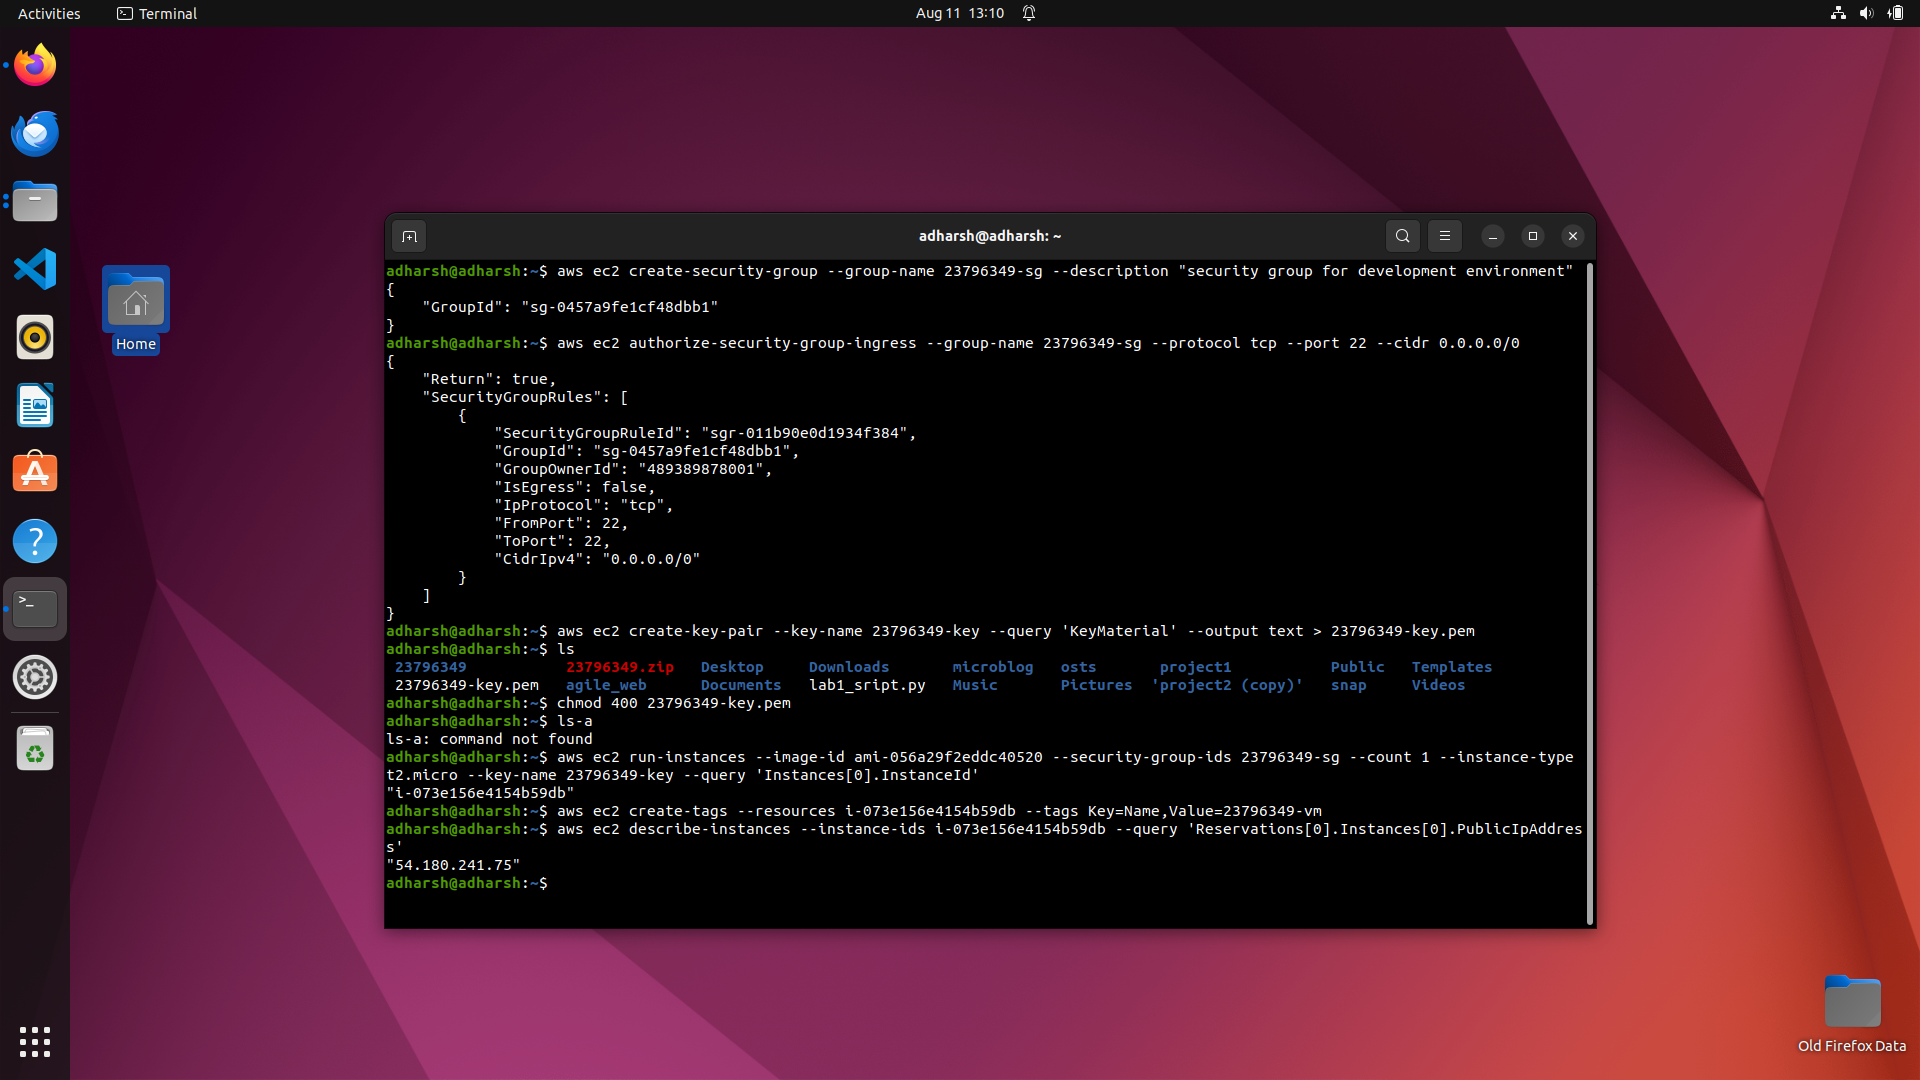 Activities
Terminal
Aug 11 13:10
Home
adharsh@adharsh: ~
adharsh@adharsh:~$ aws ec2 create-security-group --group-name 23796349-sg --description "security group for development environment"
{
    "GroupId": "sg-0457a9fe1cf48dbb1"
}
adharsh@adharsh:~$ aws ec2 authorize-security-group-ingress --group-name 23796349-sg --protocol tcp --port 22 --cidr 0.0.0.0/0
{
    "Return": true,
    "SecurityGroupRules": [
        {
            "SecurityGroupRuleId": "sgr-011b90e0d1934f384",
            "GroupId": "sg-0457a9fe1cf48dbb1",
            "GroupOwnerId": "489389878001",
            "IsEgress": false,
            "IpProtocol": "tcp",
            "FromPort": 22,
            "ToPort": 22,
            "CidrIpv4": "0.0.0.0/0"
        }
    ]
}
adharsh@adharsh:~$ aws ec2 create-key-pair --key-name 23796349-key --query 'KeyMaterial' --output text > 23796349-key.pem
adharsh@adharsh:~$ ls
 23796349           23796349.zip   Desktop     Downloads       microblog   osts       project1           Public   Templates
 23796349-key.pem   agile_web      Documents   lab1_sript.py   Music       Pictures  'project2 (copy)'   snap     Videos
adharsh@adharsh:~$ chmod 400 23796349-key.pem
adharsh@adharsh:~$ ls-a
ls-a: command not found
adharsh@adharsh:~$ aws ec2 run-instances --image-id ami-056a29f2eddc40520 --security-group-ids 23796349-sg --count 1 --instance-type
t2.micro --key-name 23796349-key --query 'Instances[0].InstanceId'
"i-073e156e4154b59db"
adharsh@adharsh:~$ aws ec2 create-tags --resources i-073e156e4154b59db --tags Key=Name,Value=23796349-vm
adharsh@adharsh:~$ aws ec2 describe-instances --instance-ids i-073e156e4154b59db --query 'Reservations[0].Instances[0].PublicIpAddres
s'
"54.180.241.75"
adharsh@adharsh:~$
Old Firefox Data